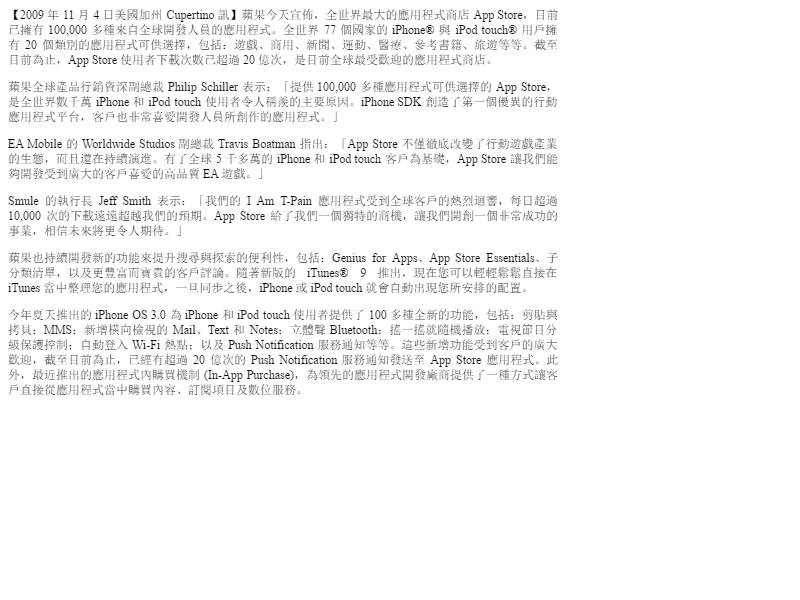 【2009 年 11 月 4 日美國加州 Cupertino 訊】蘋果今天宣佈，全世界最大的應用程式商店 App Store，目前
已擁有 100,000 多種來自全球開發人員的應用程式。全世界 77 個國家的 iPhone® 與 iPod touch® 用戶擁
有 20 個類別的應用程式可供選擇，包括：遊戲、商用、新聞、運動、醫療、參考書籍、旅遊等等。截至
目前為止，App Store 使用者下載次數已超過 20 億次，是目前全球最受歡迎的應用程式商店。
蘋果全球產品行銷資深副總裁 Philip Schiller 表示：「提供 100,000 多種應用程式可供選擇的 App Store，
是全世界數千萬 iPhone 和 iPod touch 使用者令人稱羨的主要原因。iPhone SDK 創造了第一個優異的行動
應用程式平台，客戶也非常喜愛開發人員所創作的應用程式。」
EA Mobile 的 Worldwide Studios 副總裁 Travis Boatman 指出：「App Store 不僅徹底改變了行動遊戲產業
的生態，而且還在持續演進。有了全球 5 千多萬的 iPhone 和 iPod touch 客戶為基礎，App Store 讓我們能
夠開發受到廣大的客戶喜愛的高品質 EA 遊戲。」
Smule 的執行長 Jeff Smith 表示：「我們的 I Am T-Pain 應用程式受到全球客戶的熱烈迴響，每日超過
10,000 次的下載遠遠超越我們的預期。App Store 給了我們一個獨特的商機，讓我們開創一個非常成功的
事業，相信未來將更令人期待。」
蘋果也持續開發新的功能來提升搜尋與探索的便利性，包括：Genius for Apps、App Store Essentials、子
分類清單，以及更豐富而寶貴的客戶評論。隨著新版的 iTunes® 9 推出，現在您可以輕輕鬆鬆直接在
iTunes 當中整理您的應用程式，一旦同步之後，iPhone 或 iPod touch 就會自動出現您所安排的配置。
今年夏天推出的 iPhone OS 3.0 為 iPhone 和 iPod touch 使用者提供了 100 多種全新的功能，包括：剪貼與
拷貝；MMS；新增橫向檢視的 Mail、Text 和 Notes；立體聲 Bluetooth；搖一搖就隨機播放；電視節目分
級保護控制；自動登入 Wi-Fi 熱點；以及 Push Notification 服務通知等等。這些新增功能受到客戶的廣大
歡迎，截至目前為止，已經有超過 20 億次的 Push Notification 服務通知發送至 App Store 應用程式。此
外，最近推出的應用程式內購買機制 (In-App Purchase)，為領先的應用程式開發廠商提供了一種方式讓客
戶直接從應用程式當中購買內容、訂閱項目及數位服務。